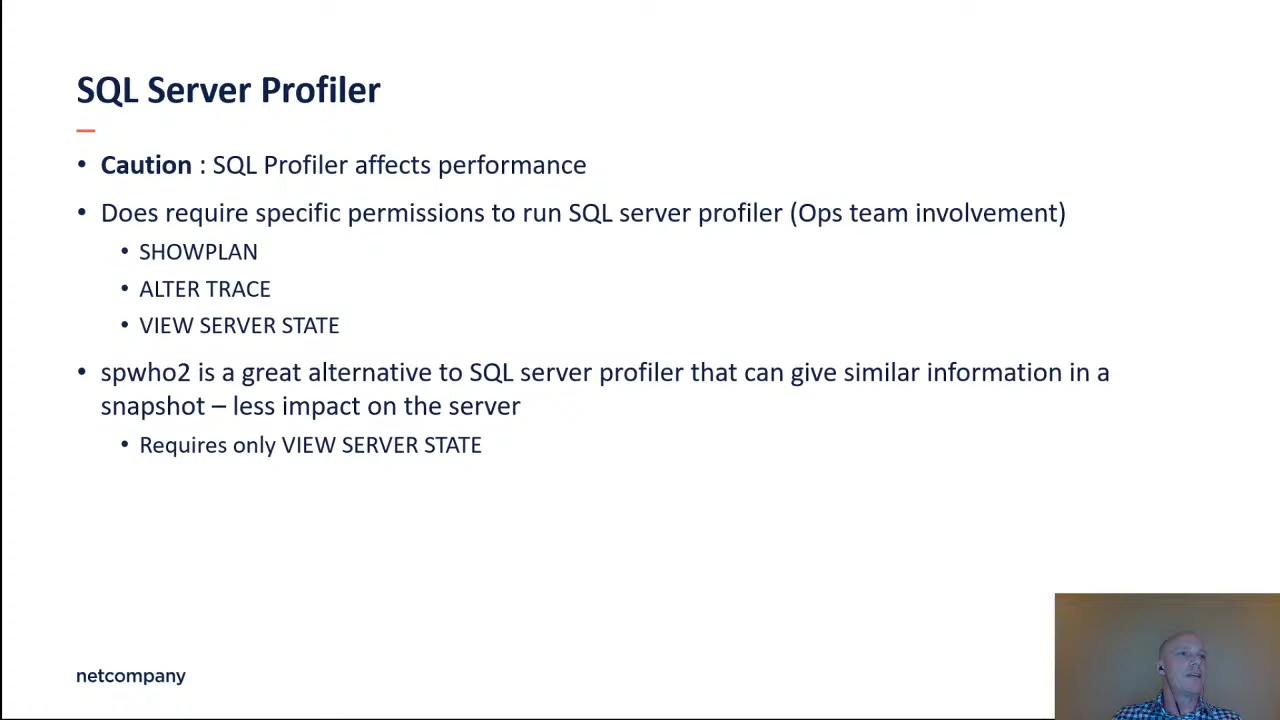 SQL Server Profiler
• Caution : SQL Profiler affects performance
• Does require specific permissions to run SQL server profiler (Ops team involvement)
• SHOWPLAN
• ALTER TRACE
• VIEW SERVER STATE
• spwho2 is a great alternative to SQL server profiler that can give similar information in a
snapshot – less impact on the server
• Requires only VIEW SERVER STATE
netcompany